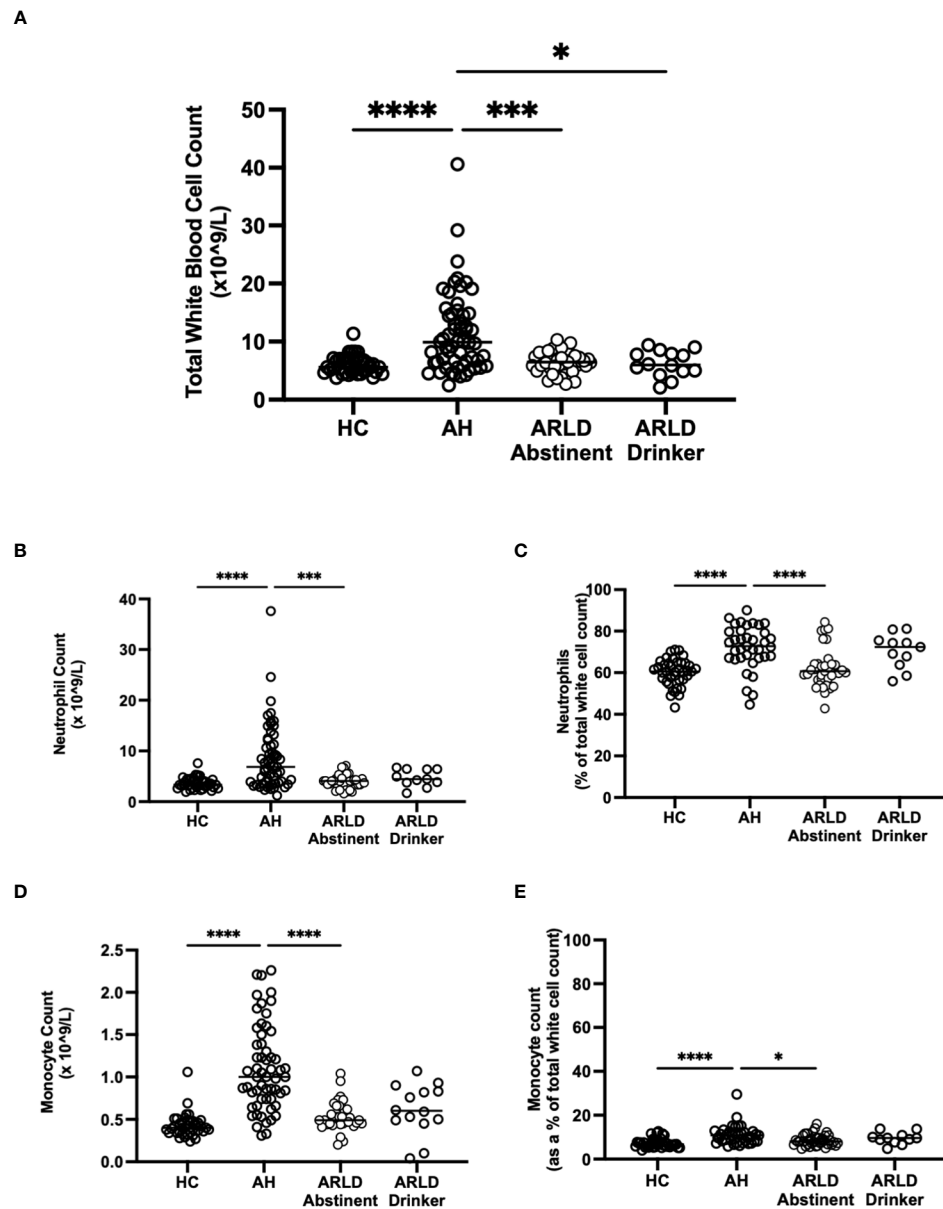 A
*
**** ***
Total White Blood Cell Count
(x10^9/L)
50
40
30
20
10
0
HC AH ARLD ARLD
Abstinent Drinker
B
**** ***
Neutrophil Count
(x 10^9/L)
40
30
20
10
0
HC AH ARLD ARLD
Abstinent Drinker
C
**** ****
Neutrophils
(% of total white cell count)
100
80
60
40
20
0
HC AH ARLD ARLD
Abstinent Drinker
D
**** ****
Monocyte Count
(x 10^9/L)
2.5
2.0
1.5
1.0
0.5
0.0
HC AH ARLD ARLD
Abstinent Drinker
E
**** *
Monocyte count
(as a % of total white cell count)
100
80
60
40
20
0
HC AH ARLD ARLD
Abstinent Drinker